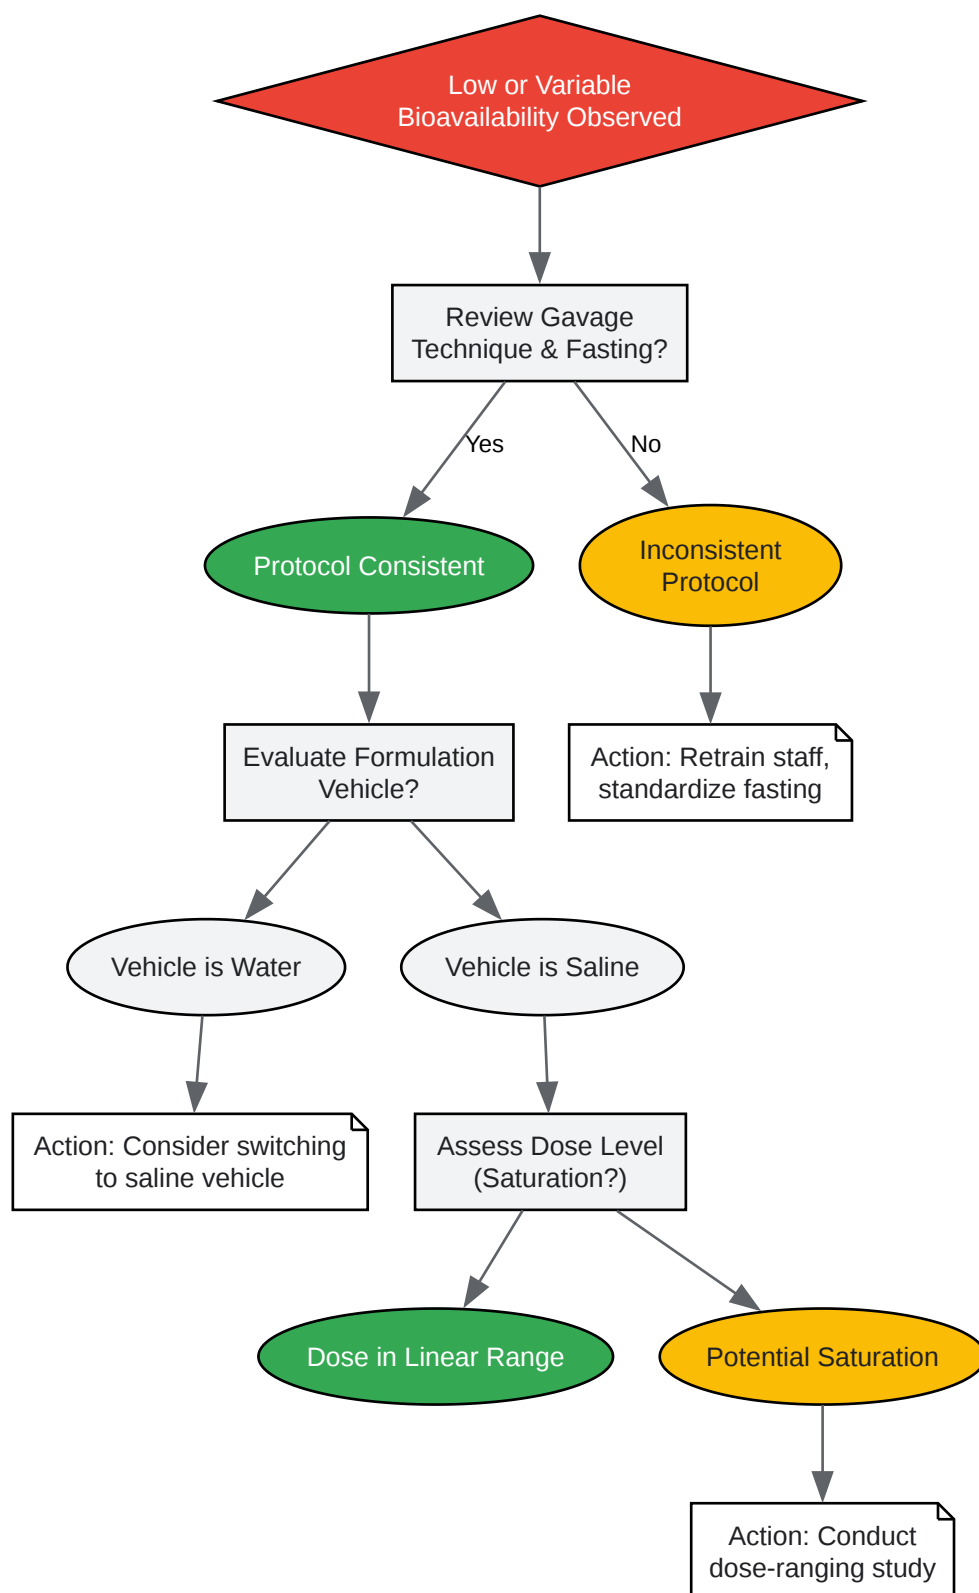 Low or Variable
Bioavailability Observed
Review Gavage
Technique & Fasting?
Yes
No
Protocol Consistent
Inconsistent
Protocol
Evaluate Formulation
Vehicle?
Action: Retrain staff,
standardize fasting
Vehicle is Water
Vehicle is Saline
Action: Consider switching
to saline vehicle
Assess Dose Level
(Saturation?)
Dose in Linear Range
Potential Saturation
Action: Conduct
dose-ranging study